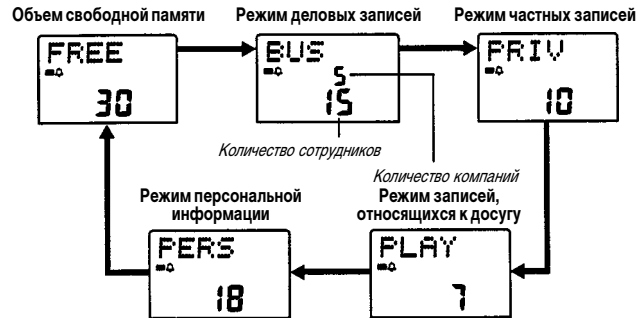 Объем свободной памяти
Режим деловых записей
Режим частных записей
FREE
30
BUS
5
15
PRIV
10
Количество сотрудников
Количество компаний
Режим персональной
информации
Режим записей,
относящихся к досугу
PERS
18
PLAY
7